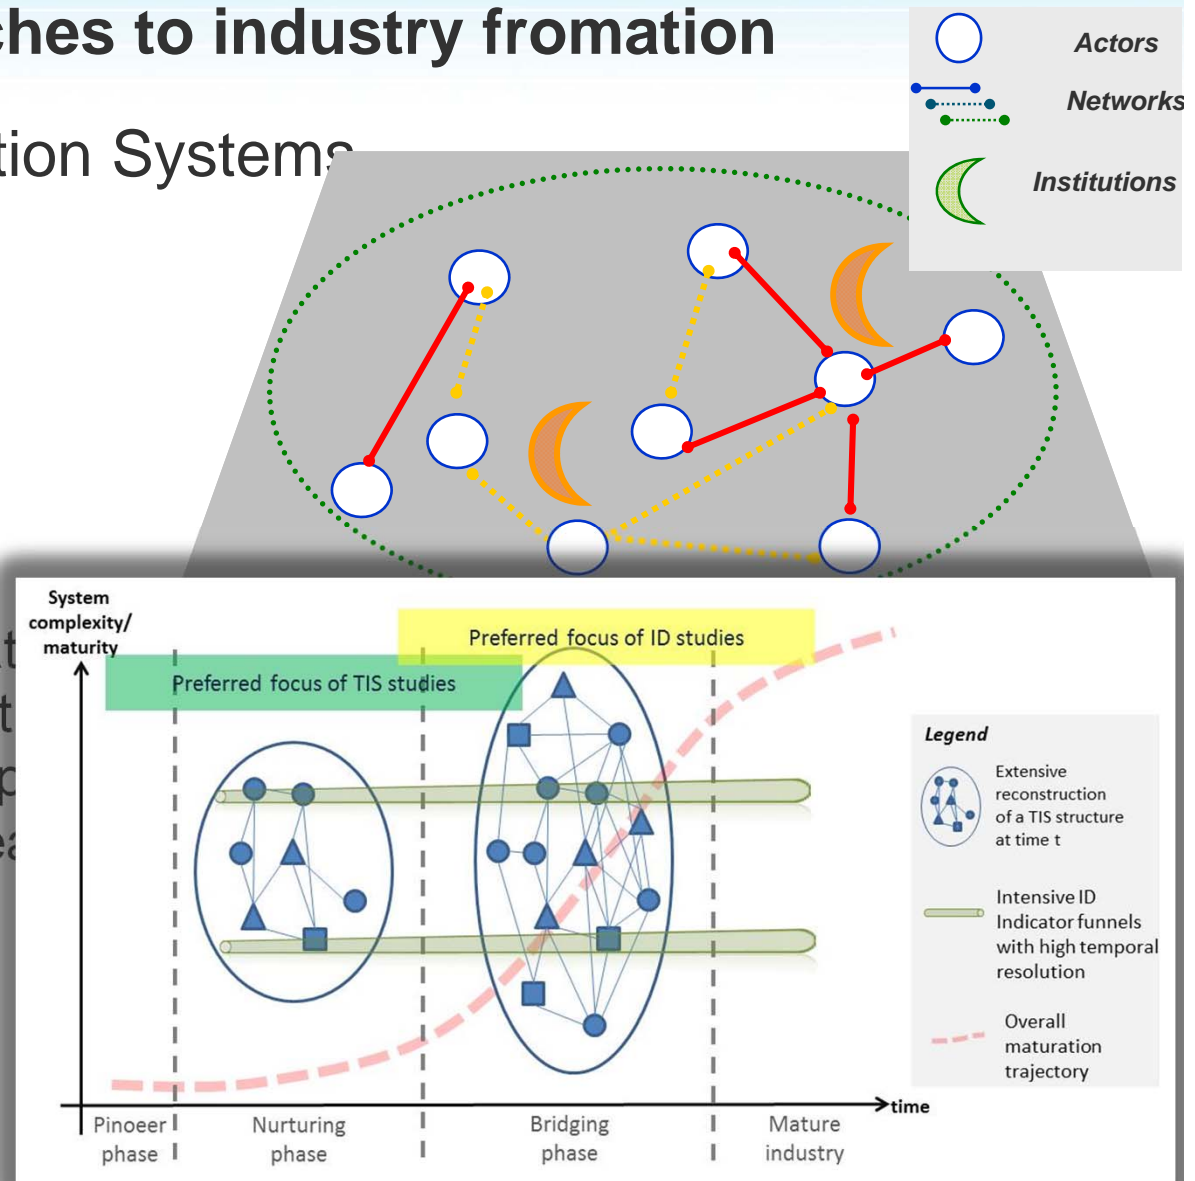 ches to industry fromation
Actors
Networks
tion Systems
Institutions
System
complexity/
maturity
Preferred focus of ID studies
Preferred focus of TIS studies
Legend
Extensive
reconstruction
of a TIS structure
at time t
Intensive ID
Indicator funnels
with high temporal
resolution
Overall
maturation
trajectory
time
Pinoeer
phase
Nurturing
phase
Bridging
phase
Mature
industry